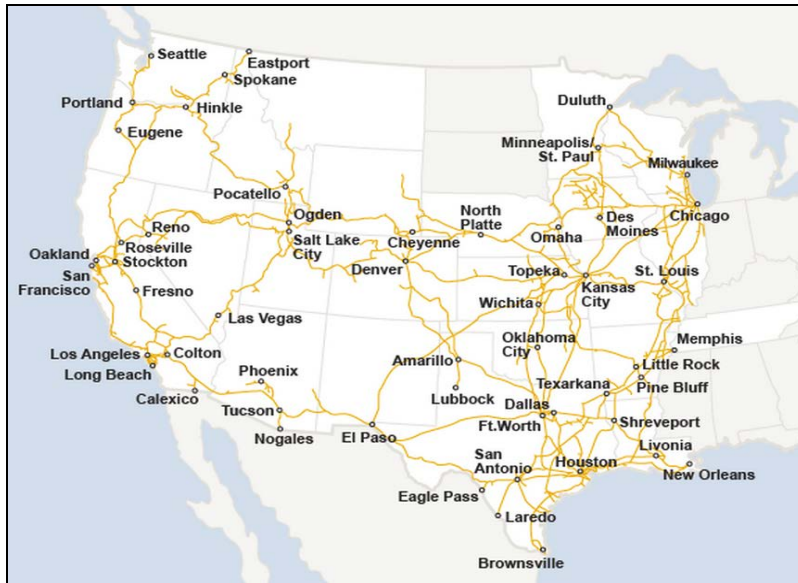 Seattle
Eastport
Spokane
Portland
Hinkle
Duluth
Eugene
Minneapolis/
St. Paul
Milwaukee
Pocatello
Ogden
North
Platte
Reno
Des
Moines
Chicago
Roseville
Salt Lake
City
Cheyenne
Omaha
Oakland
Stockton
Denver
Topeka
St. Louis
San
Francisco
Fresno
Kansas
City
Wichita
Las Vegas
Oklahoma
City
Memphis
Los Angeles
Colton
Amarillo
Little Rock
Long Beach
Phoenix
Texarkana
Pine Bluff
Calexico
Lubbock
Dallas
Tucson
Ft.Worth
Shreveport
Nogales
El Paso
Livonia
San
Antonio
Houston
New Orleans
Eagle Pass
Laredo
Brownsville